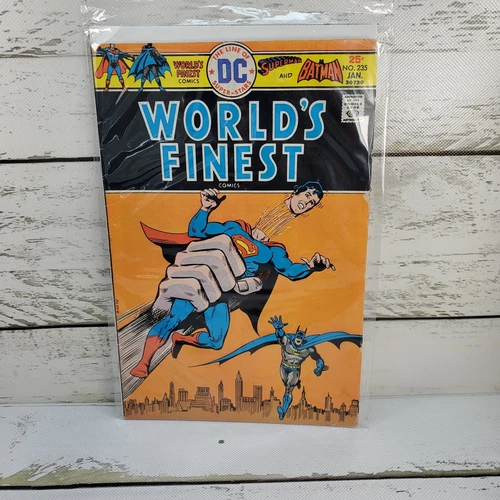 WORLD'S
FINEST
COMICS
THE LINE OF
DC
SUPER-STARS
SUPERMAN
AND
BATMAN
25¢
NO. 235
JAN.
30750
WORLD'S
FINEST
COMICS